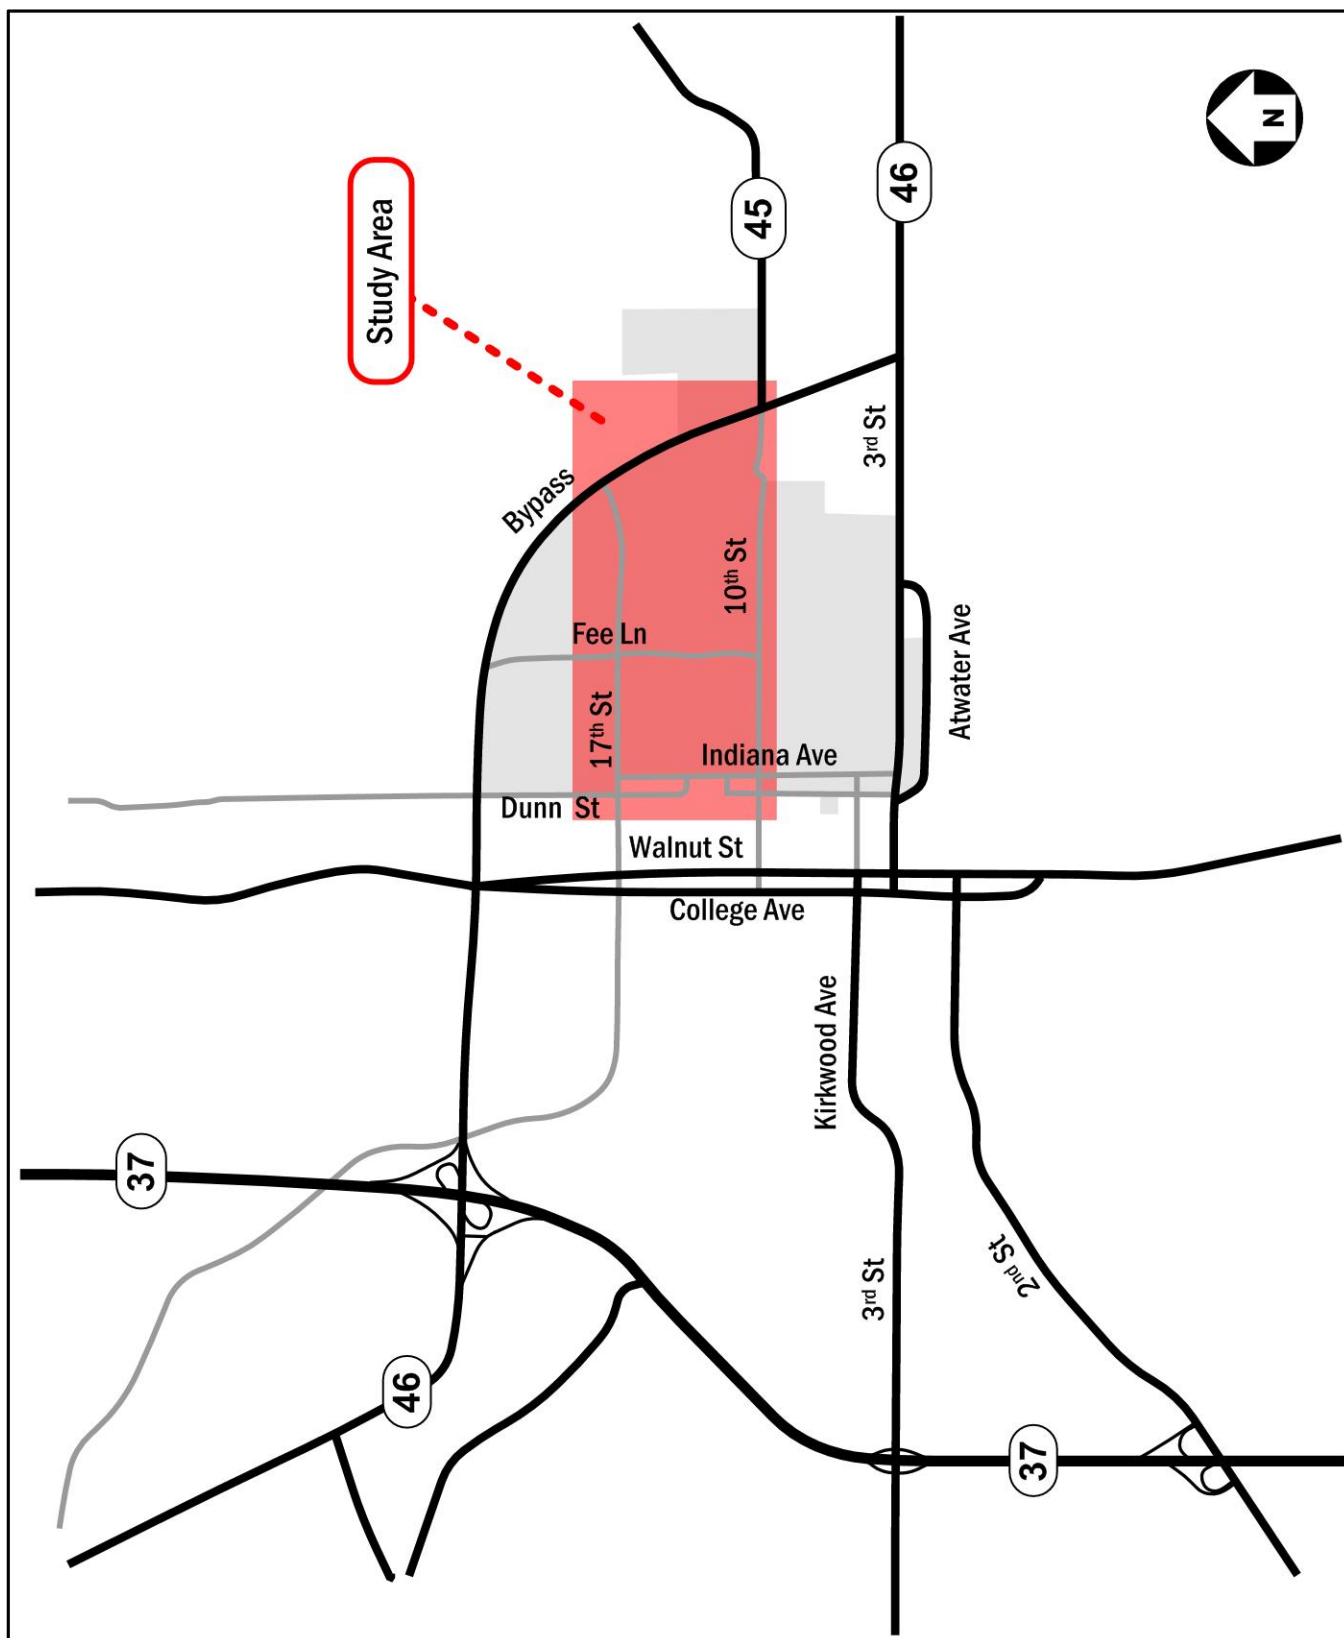 Study Area
N
45
46
Bypass
3rd St
10th St
Fee Ln
Atwater Ave
17th St
Indiana Ave
Dunn St
Walnut St
College Ave
Kirkwood Ave
37
2nd St
3rd St
46
37